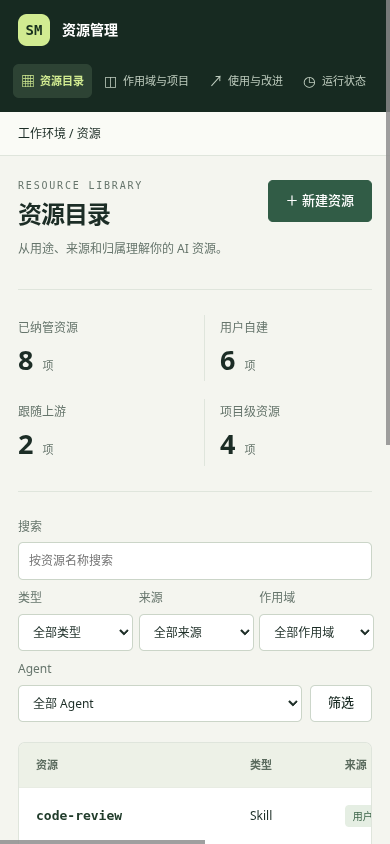 SM 资源管理
资源目录 作用域与项目 使用与改进 运行状态
工作环境 / 资源
RESOURCE LIBRARY
资源目录
+ 新建资源
从用途、来源和归属理解你的 AI 资源。
已纳管资源 用户自建
8 项 6 项
跟随上游 项目级资源
2 项 4 项
搜索
按资源名称搜索
类型 来源 作用域
全部类型 全部来源 全部作用域
Agent
全部 Agent 筛选
资源 类型 来源
code-review Skill 用户